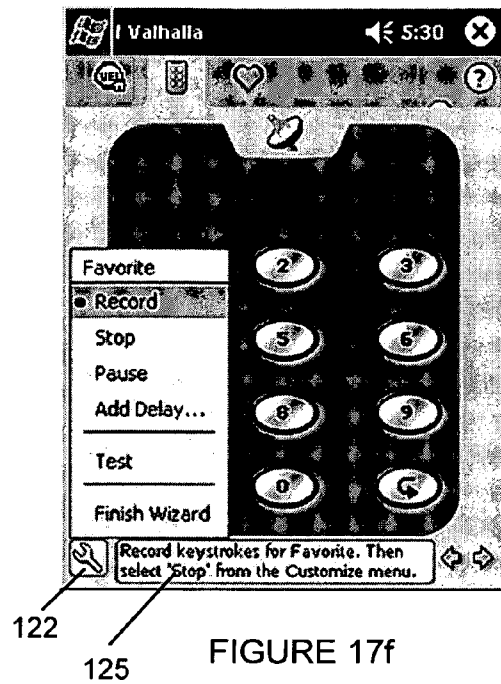 ! Valhalla 5:30
UEI ?
Favorite
Record
Stop
Pause
Add Delay...
Test
Finish Wizard
2 3
5 6
8 9
0
Record keystrokes for Favorite. Then
select "Stop" from the Customize menu.
122
125
FIGURE 17f